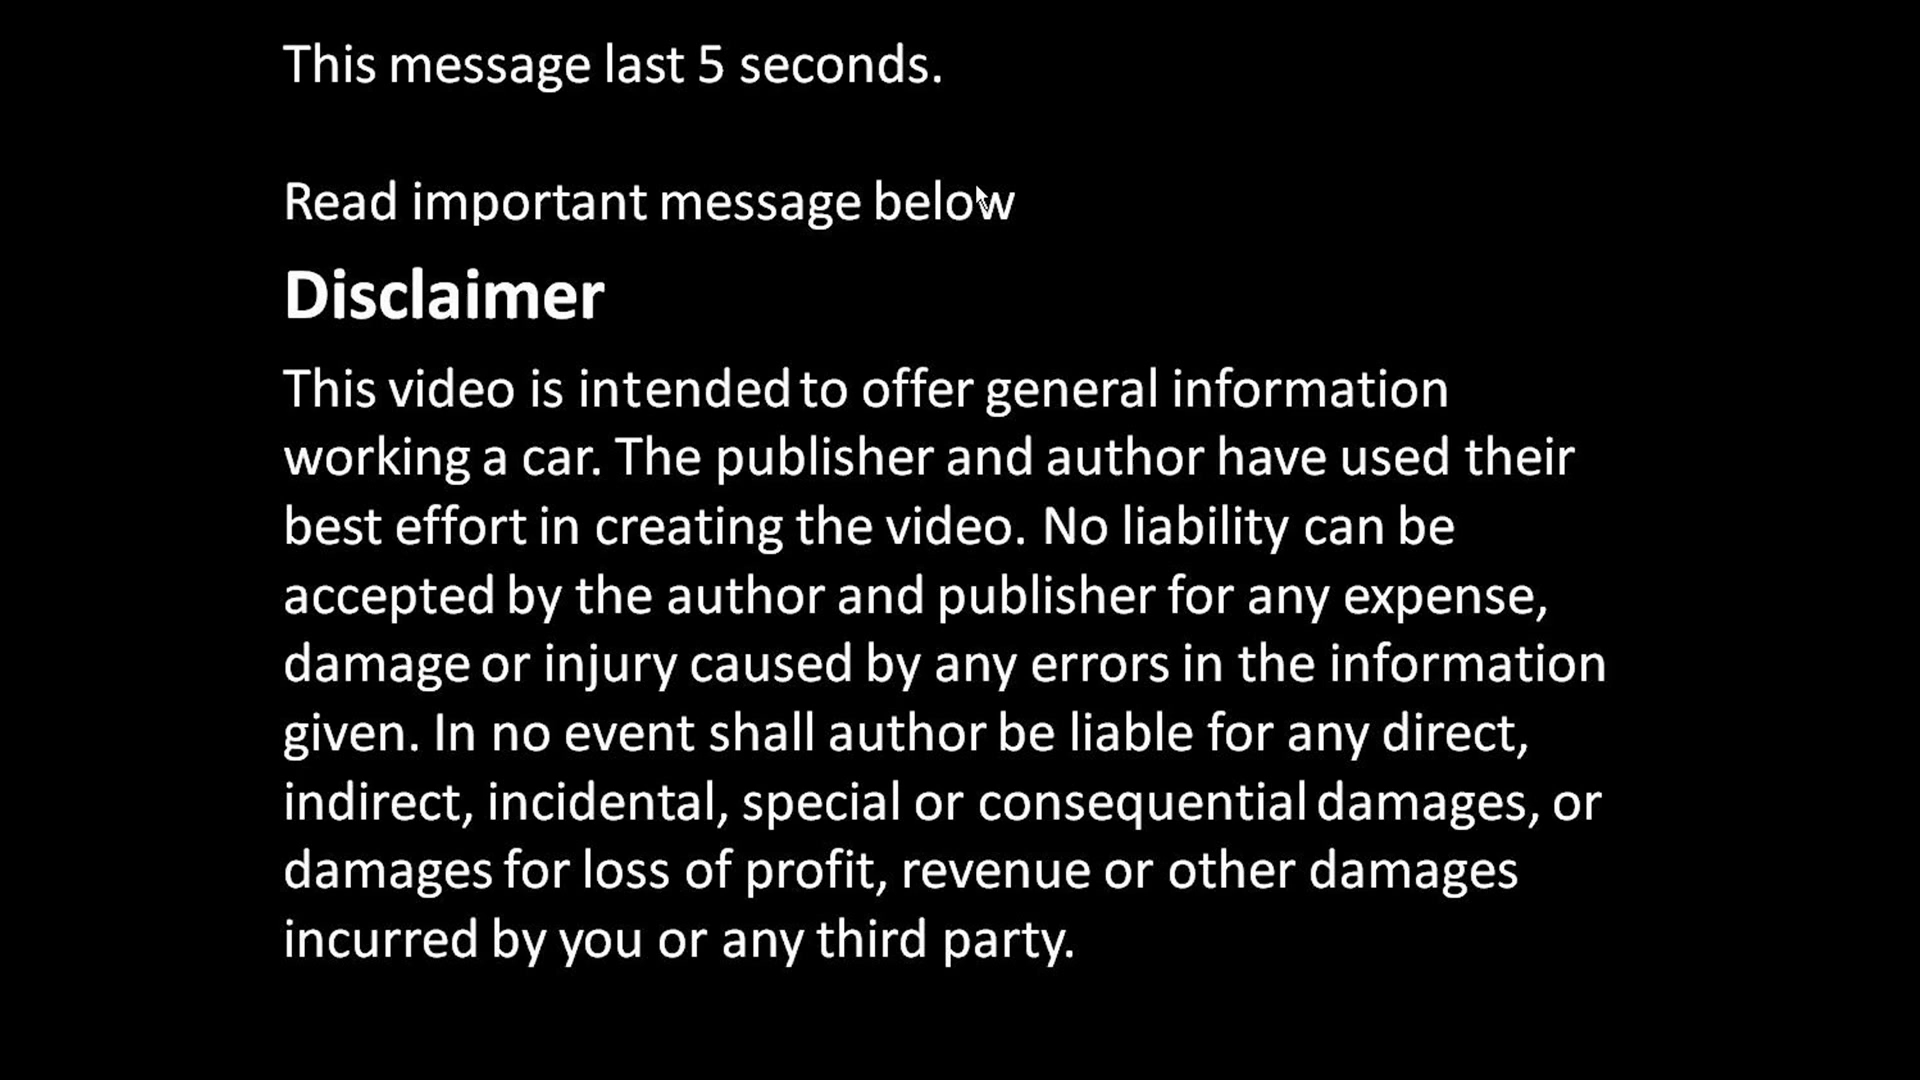 This message last 5 seconds.
Read important message below
Disclaimer
This video is intended to offer general information
working a car. The publisher and author have used their
best effort in creating the video. No liability can be
accepted by the author and publisher for any expense,
damage or injury caused by any errors in the information
given. In no event shall author be liable for any direct,
indirect, incidental, special or consequential damages, or
damages for loss of profit, revenue or other damages
incurred by you or any third party.